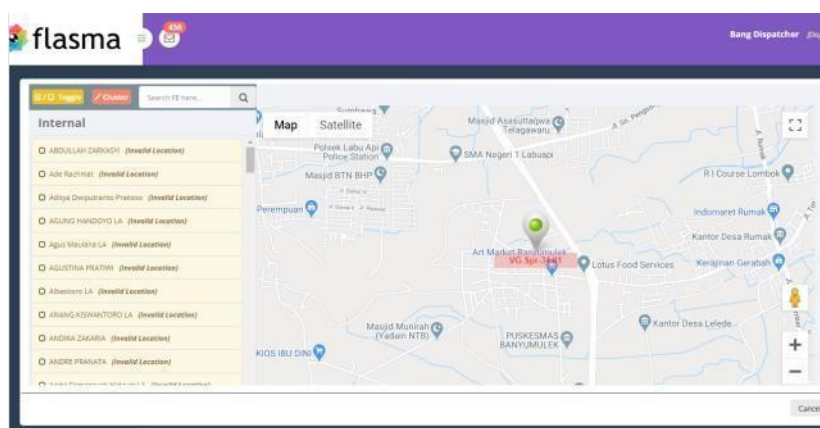 flasma
459
Bang Dispatcher
Toggle
Cluster
Search FE here...
Internal
ABDULLAH ZARKASI (Invalid Location)
Ade Rachmat (Invalid Location)
Aditya Dwiputranto Pratono (Invalid Location)
AGUNG HANDOYO LA (Invalid Location)
Agus Maulana LA (Invalid Location)
AGUSTINA PRATIWI (Invalid Location)
LA (Invalid Location)
ANANG KISWANTORO LA (Invalid Location)
ANDIKA ZAKARIA (Invalid Location)
ANDRE PRANATA (Invalid Location)
Map
Satellite
Masjid Asasuttaqwa
Telagawaru
Polsek Labu Api
Police Station
SMA Negeri 1 Labuapi
Masjid BTN BHP
R I Course Lombok
Perempuan
Indomaret Rumak
Kantor Desa Rumak
Art Market Banyumulek
VG Spr-
Lotus Food Services
Kerajinan Gerabah
Masjid Munirah
(Yadain NTB)
PUSKESMAS
BANYUMULEK
Kantor Desa Lelede...
KIOS IBU DINI
Cancel